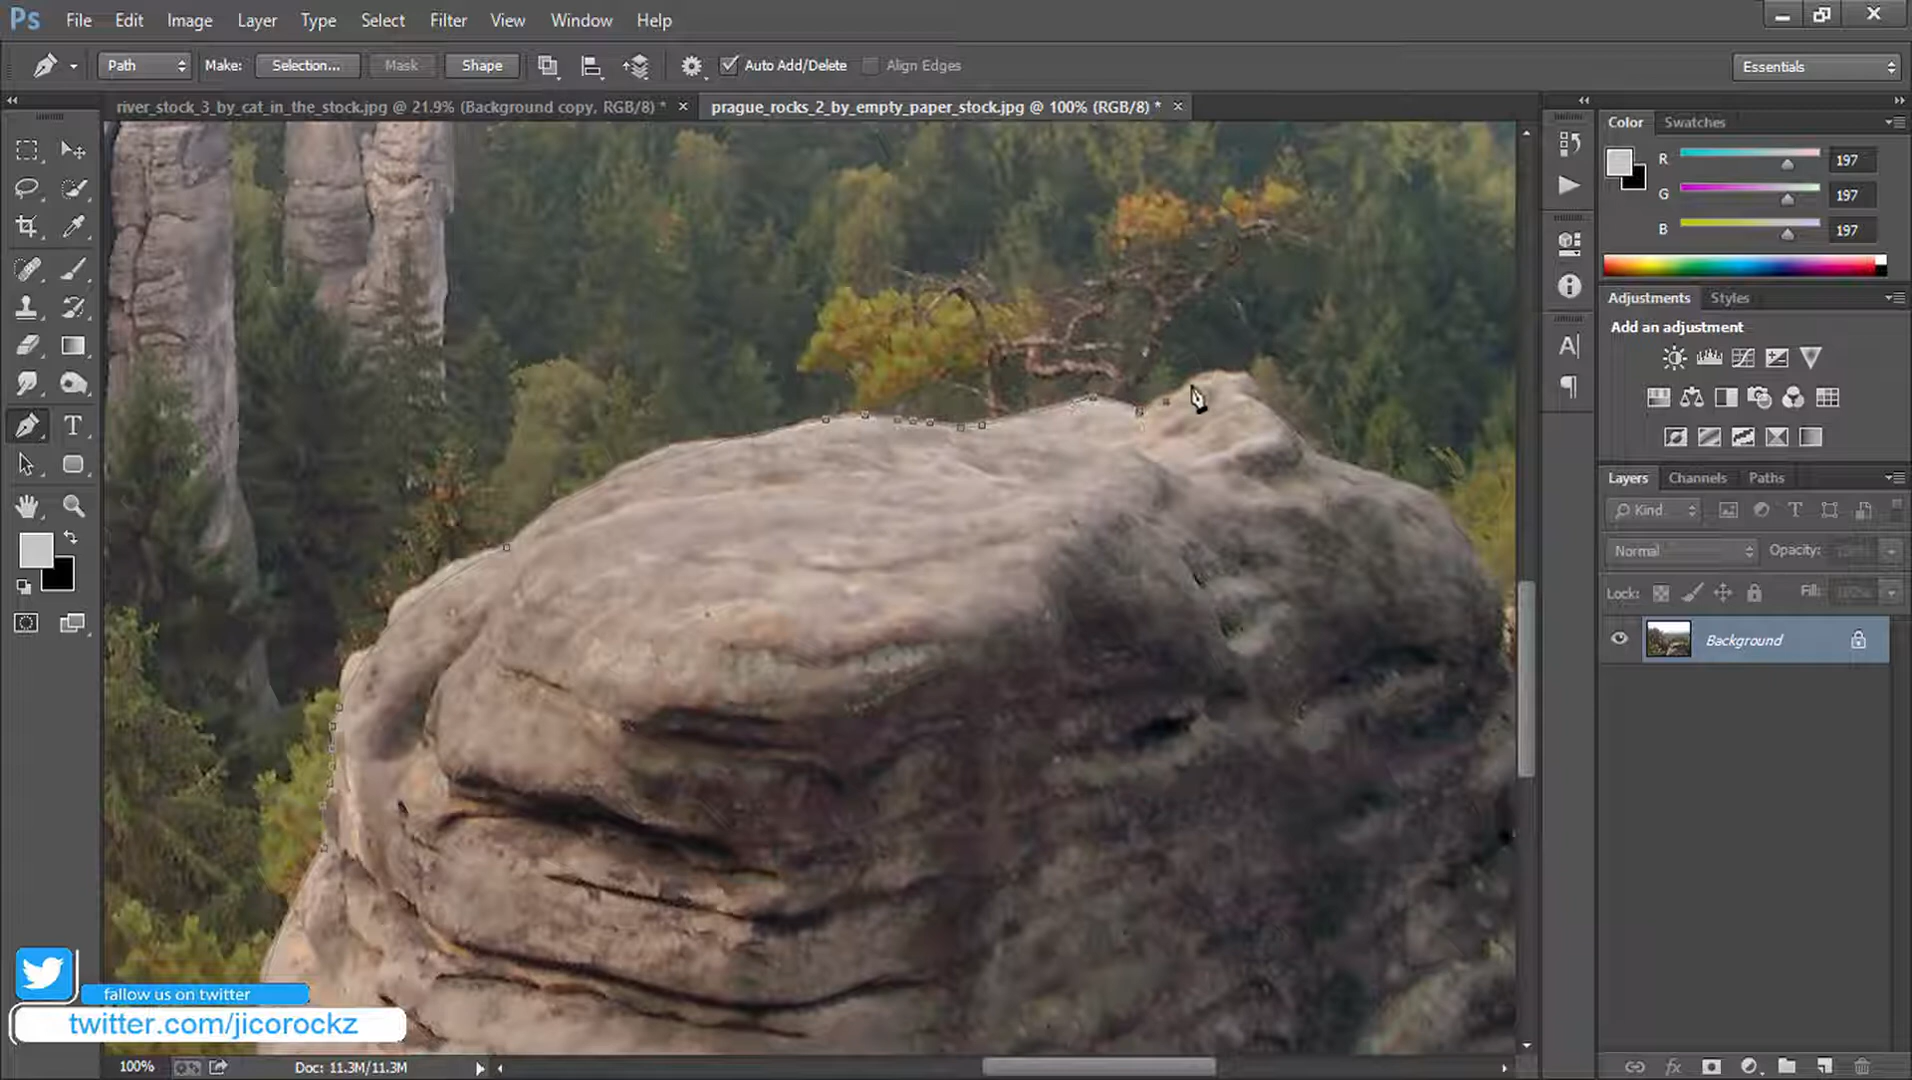 Ps File Edit Image Layer Type Select Filter View Window Help
Path Make: Selection... Mask Shape Auto Add/Delete Align Edges Essentials
river_stock_3_by_cat_in_the_stock.jpg @ 21.9% (Background copy, RGB/8) * prague_rocks_2_by_empty_paper_stock.jpg @ 100% (RGB/8) *
Color Swatches
R 197
G 197
B 197
Adjustments Styles
Add an adjustment
Layers Channels Paths
Kind
Normal Opacity:
Lock: Fill:
Background
fallow us on twitter
twitter.com/jicorockz
100% Doc: 11.3M/11.3M